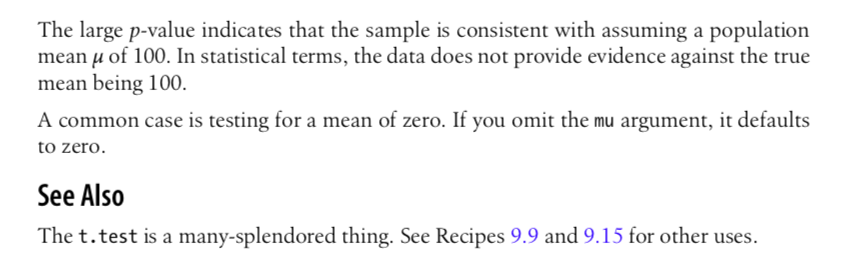 The large p-value indicates that the sample is consistent with assuming a population
mean μ of 100. In statistical terms, the data does not provide evidence against the true
mean being 100.
A common case is testing for a mean of zero. If you omit the mu argument, it defaults
to zero.
See Also
The t.test is a many-splendored thing. See Recipes 9.9 and 9.15 for other uses.